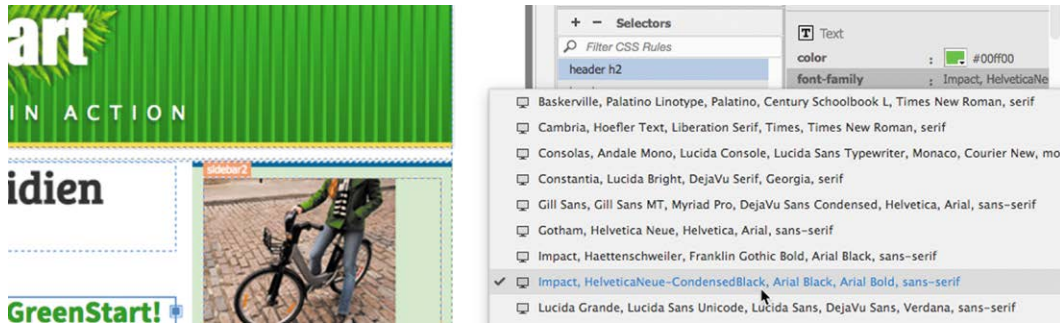 art
IN ACTION
sidebar2
idien
GreenStart!
+ − Selectors
Filter CSS Rules
header h2
T Text
color : #00ff00
font-family : Impact, HelveticaNe
Baskerville, Palatino Linotype, Palatino, Century Schoolbook L, Times New Roman, serif
Cambria, Hoefler Text, Liberation Serif, Times, Times New Roman, serif
Consolas, Andale Mono, Lucida Console, Lucida Sans Typewriter, Monaco, Courier New, mo
Constantia, Lucida Bright, DejaVu Serif, Georgia, serif
Gill Sans, Gill Sans MT, Myriad Pro, DejaVu Sans Condensed, Helvetica, Arial, sans-serif
Gotham, Helvetica Neue, Helvetica, Arial, sans-serif
Impact, Haettenschweiler, Franklin Gothic Bold, Arial Black, sans-serif
Impact, HelveticaNeue-CondensedBlack, Arial Black, Arial Bold, sans-serif
Lucida Grande, Lucida Sans Unicode, Lucida Sans, DejaVu Sans, Verdana, sans-serif